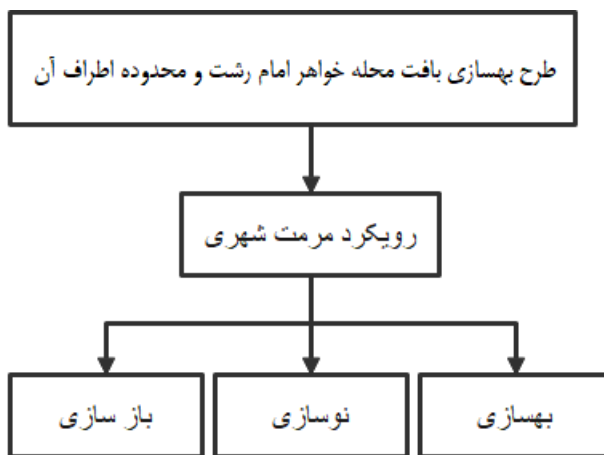 طرح بهسازی بافت محله خواهر امام رشت و محدوده اطراف آن
رویکرد مرمت شهری
بهسازی
نوسازی
باز سازی